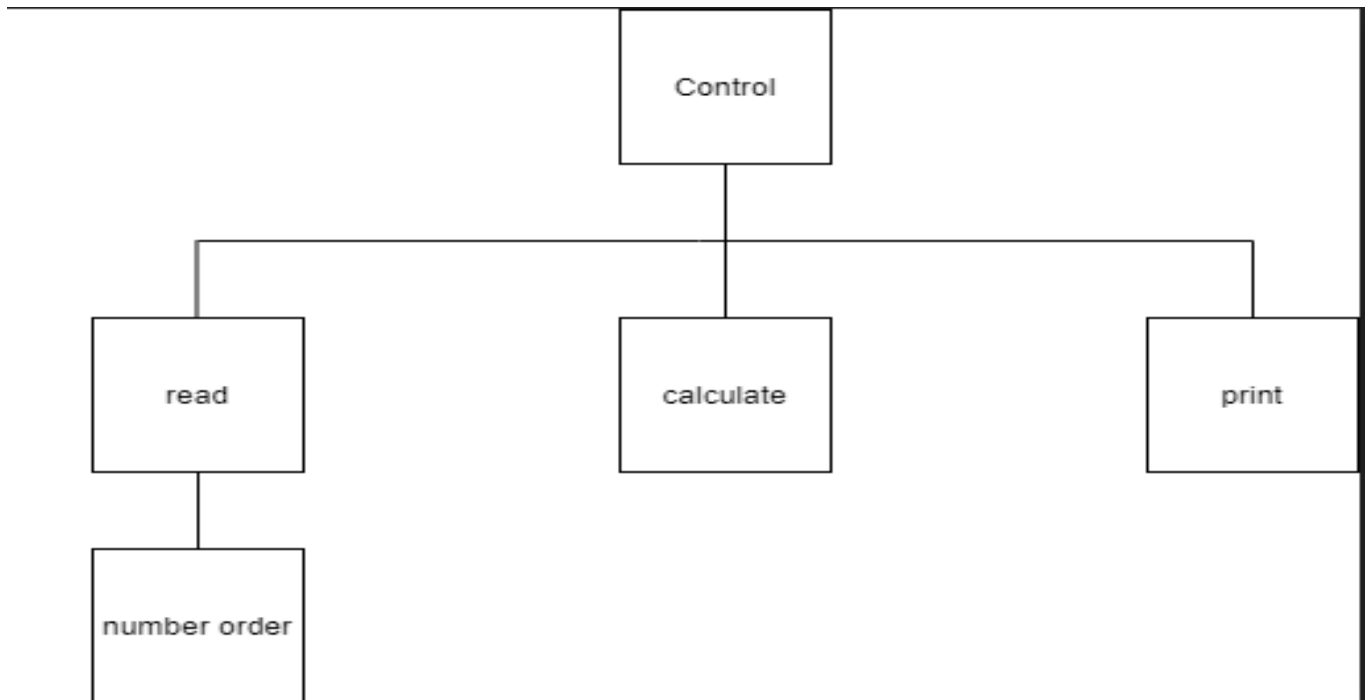 Control
read
calculate
print
number order